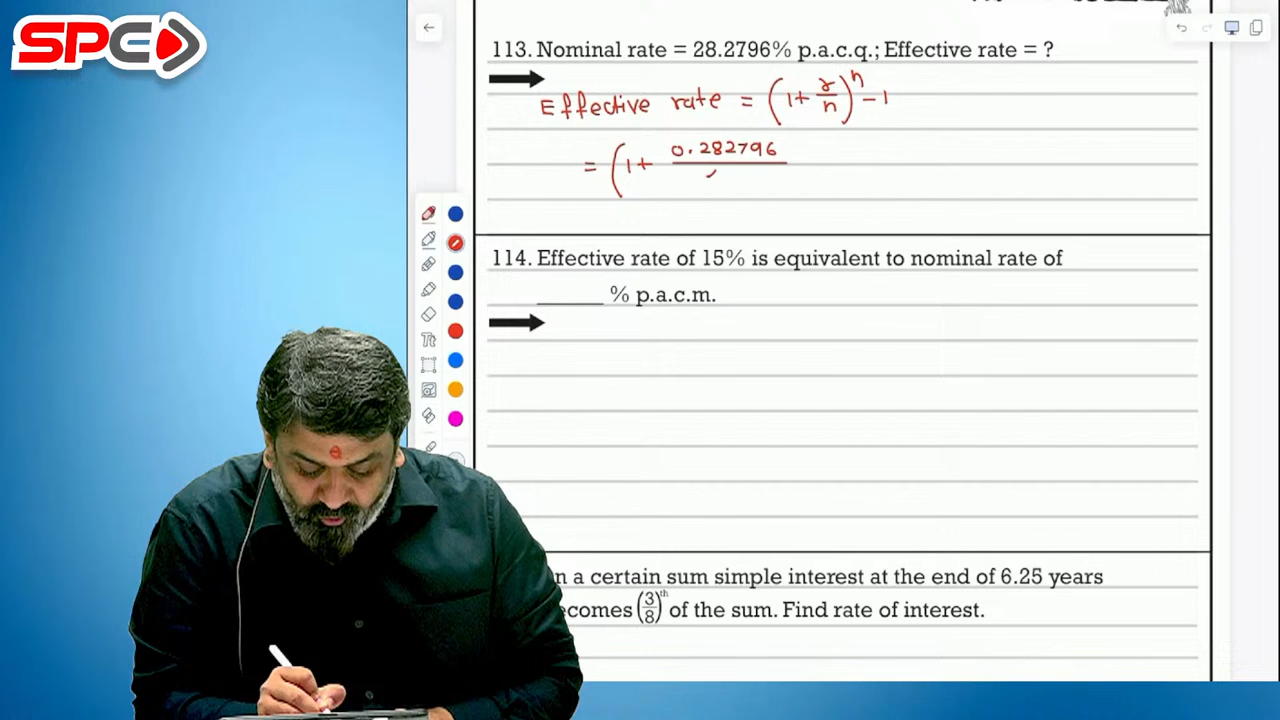 SPC
113. Nominal rate = 28.2796% p.a.c.q.; Effective rate = ?
Effective rate = (1+ r/n)^n - 1
= (1+ 0.282796
114. Effective rate of 15% is equivalent to nominal rate of
______ % p.a.c.m.
Tt
n a certain sum simple interest at the end of 6.25 years
ecomes (3/8)^th of the sum. Find rate of interest.